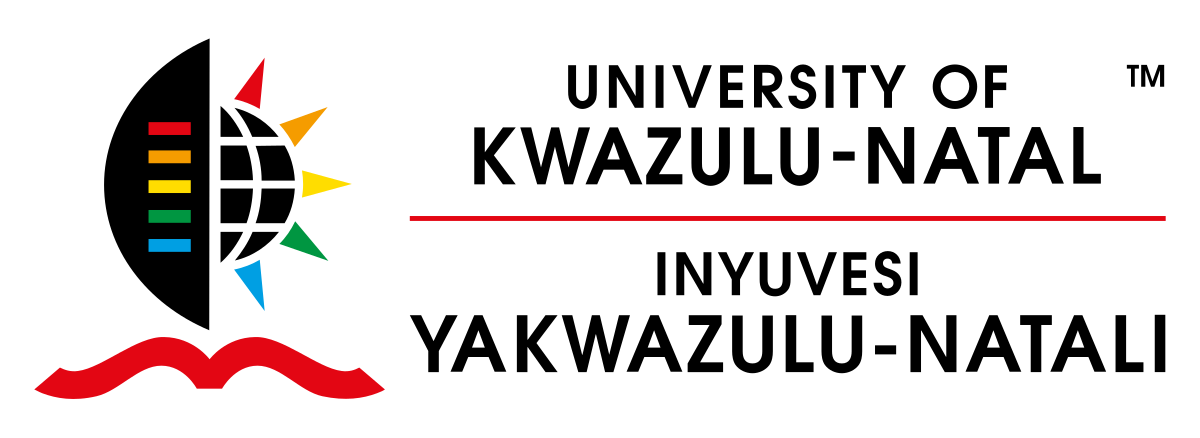 UNIVERSITY OF ™
KWAZULU-NATAL
INYUVESI
YAKWAZULU-NATALI